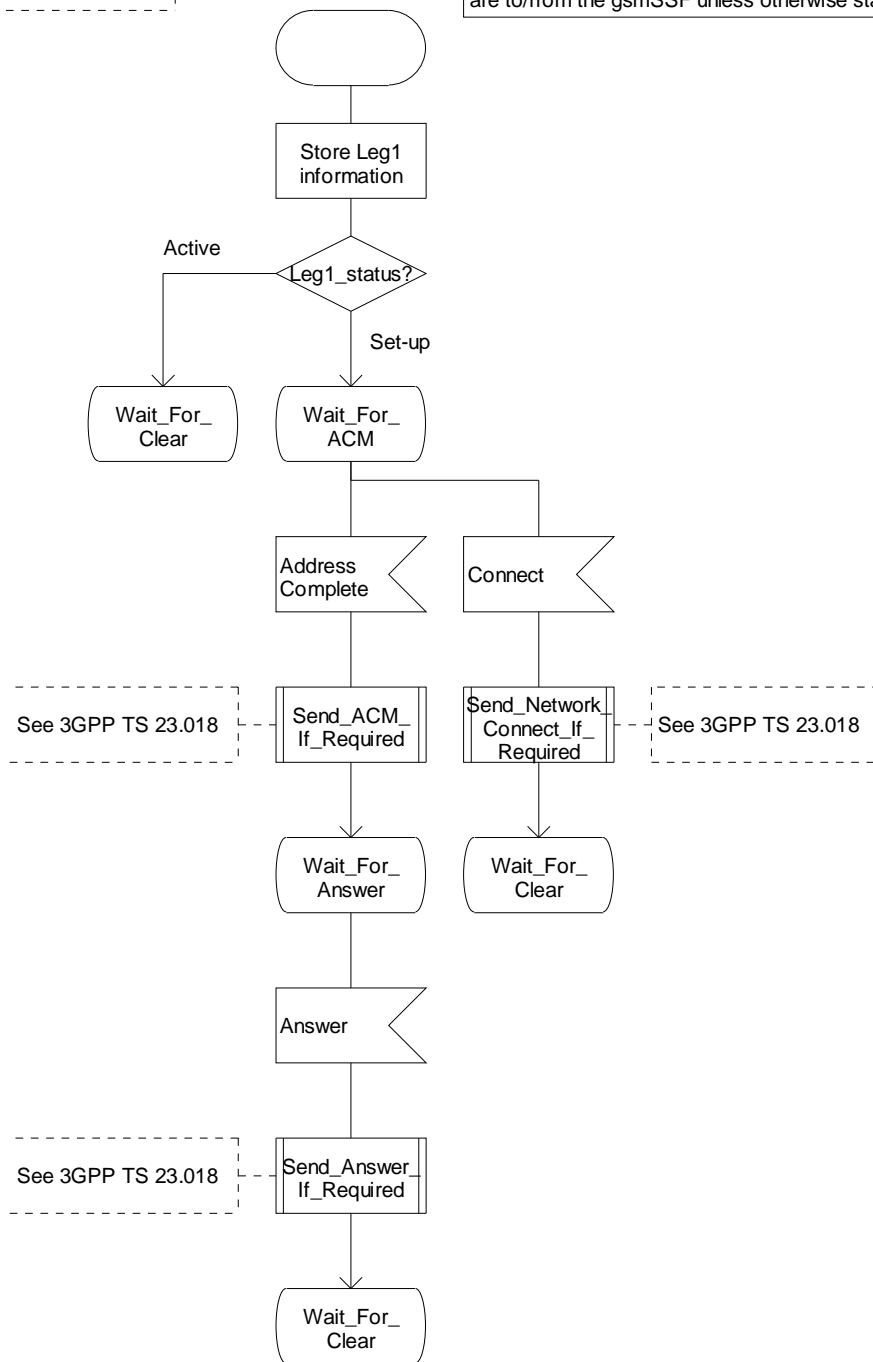 are to/from the gsmSSF unless otherwise sta
Store Leg1
information
Active
Leg1_status?
Set-up
Wait_For_
Clear
Wait_For_
ACM
Address
Complete
Connect
See 3GPP TS 23.018
Send_ACM_
If_Required
Send_Network_
Connect_If_
Required
See 3GPP TS 23.018
Wait_For_
Answer
Wait_For_
Clear
Answer
See 3GPP TS 23.018
Send_Answer_
If_Required
Wait_For_
Clear